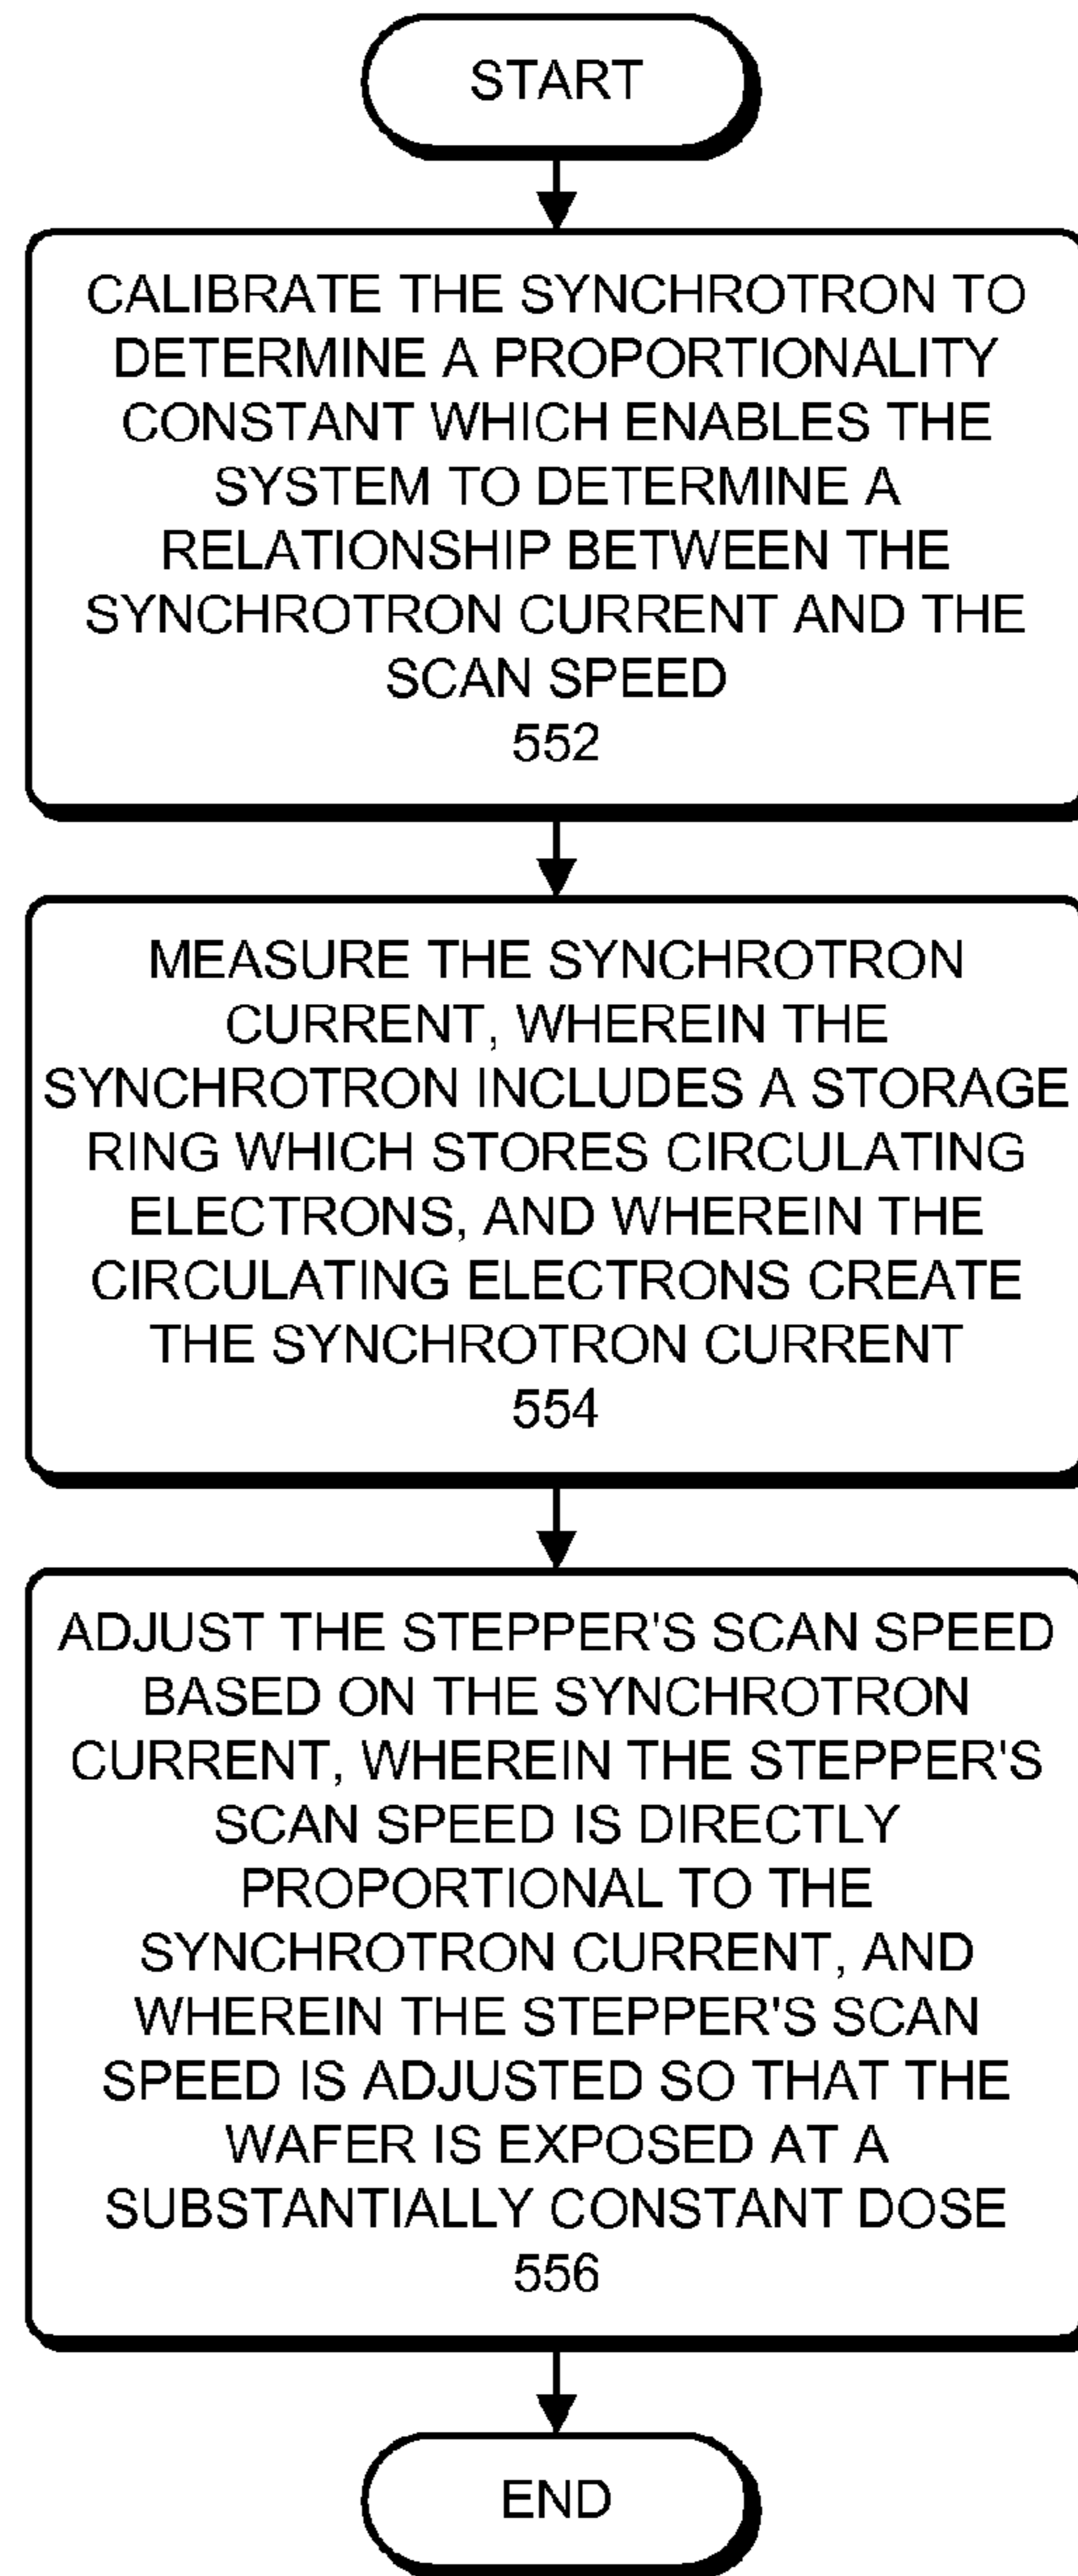 START
CALIBRATE THE SYNCHROTRON TO
DETERMINE A PROPORTIONALITY
CONSTANT WHICH ENABLES THE
SYSTEM TO DETERMINE A
RELATIONSHIP BETWEEN THE
SYNCHROTRON CURRENT AND THE
SCAN SPEED
552
MEASURE THE SYNCHROTRON
CURRENT, WHEREIN THE
SYNCHROTRON INCLUDES A STORAGE
RING WHICH STORES CIRCULATING
ELECTRONS, AND WHEREIN THE
CIRCULATING ELECTRONS CREATE
THE SYNCHROTRON CURRENT
554
ADJUST THE STEPPER'S SCAN SPEED
BASED ON THE SYNCHROTRON
CURRENT, WHEREIN THE STEPPER'S
SCAN SPEED IS DIRECTLY
PROPORTIONAL TO THE
SYNCHROTRON CURRENT, AND
WHEREIN THE STEPPER'S SCAN
SPEED IS ADJUSTED SO THAT THE
WAFER IS EXPOSED AT A
SUBSTANTIALLY CONSTANT DOSE
556
END